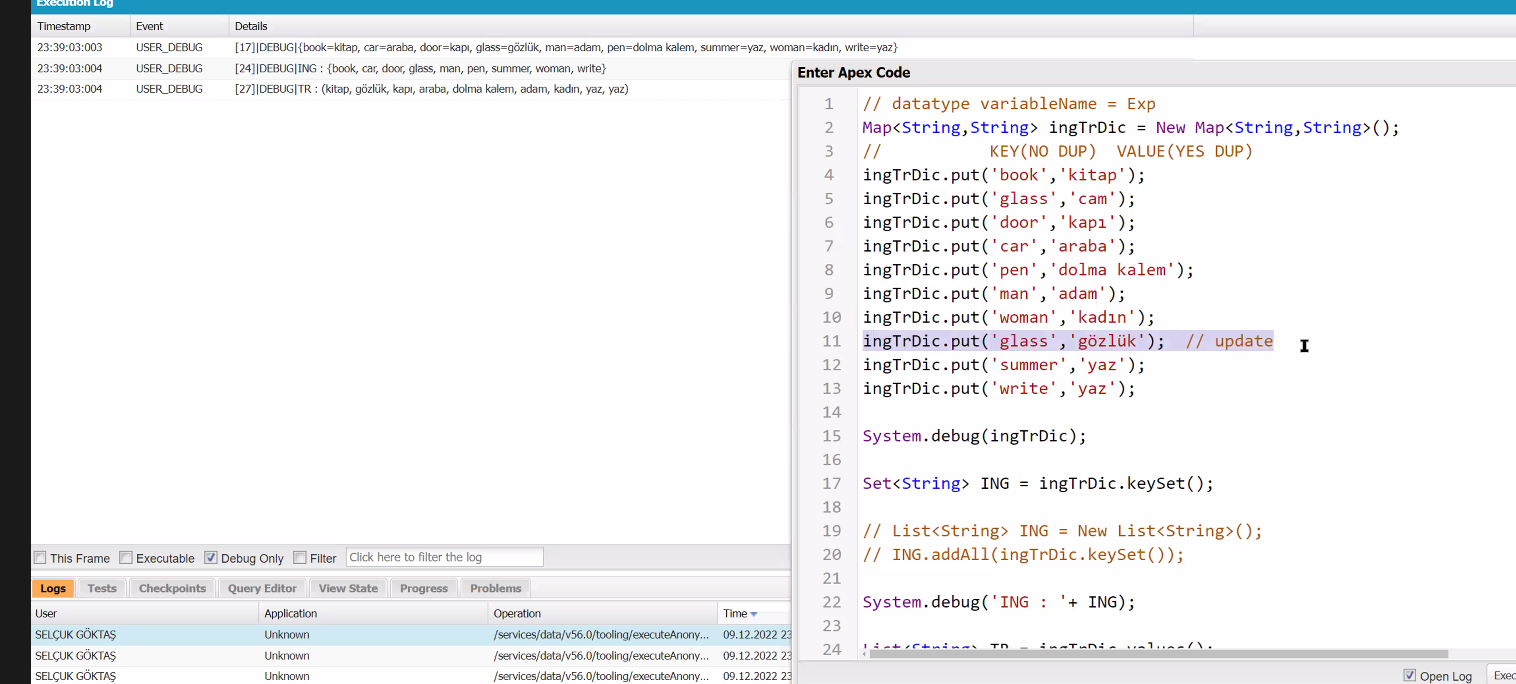 Execution Log
Timestamp Event Details
23:39:03:003 USER_DEBUG [17]|DEBUG|{book=kitap, car=araba, door=kapı, glass=gözlük, man=adam, pen=dolma kalem, summer=yaz, woman=kadın, write=yaz}
23:39:03:004 USER_DEBUG [24]|DEBUG|ING : {book, car, door, glass, man, pen, summer, woman, write}
23:39:03:004 USER_DEBUG [27]|DEBUG|TR : (kitap, gözlük, kapı, araba, dolma kalem, adam, kadın, yaz, yaz)
Enter Apex Code
1 // datatype variableName = Exp
2 Map<String,String> ingTrDic = New Map<String,String>();
3 // KEY(NO DUP) VALUE(YES DUP)
4 ingTrDic.put('book','kitap');
5 ingTrDic.put('glass','cam');
6 ingTrDic.put('door','kapı');
7 ingTrDic.put('car','araba');
8 ingTrDic.put('pen','dolma kalem');
9 ingTrDic.put('man','adam');
10 ingTrDic.put('woman','kadın');
11 ingTrDic.put('glass','gözlük'); // update
12 ingTrDic.put('summer','yaz');
13 ingTrDic.put('write','yaz');
14
15 System.debug(ingTrDic);
16
17 Set<String> ING = ingTrDic.keySet();
18
19 // List<String> ING = New List<String>();
20 // ING.addAll(ingTrDic.keySet());
21
22 System.debug('ING : '+ ING);
23
24 List<String> TR = ingTrDic.values();
This Frame Executable Debug Only Filter Click here to filter the log
Logs Tests Checkpoints Query Editor View State Progress Problems
User Application Operation Time
SELÇUK GÖKTAŞ Unknown /services/data/v56.0/tooling/executeAnony... 09.12.2022 23
SELÇUK GÖKTAŞ Unknown /services/data/v56.0/tooling/executeAnony... 09.12.2022 23
SELÇUK GÖKTAŞ Unknown /services/data/v56.0/tooling/executeAnony... 09.12.2022 23
Open Log Exec